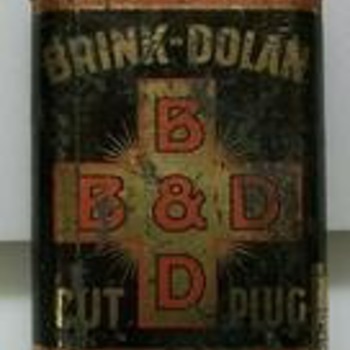 BRINK-DOLAN
B
B & D
D
CUT PLUG